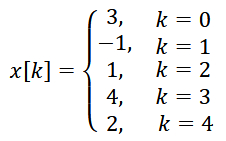 3, k = 0
−1, k = 1
x[k] = { 1, k = 2
4, k = 3
2, k = 4